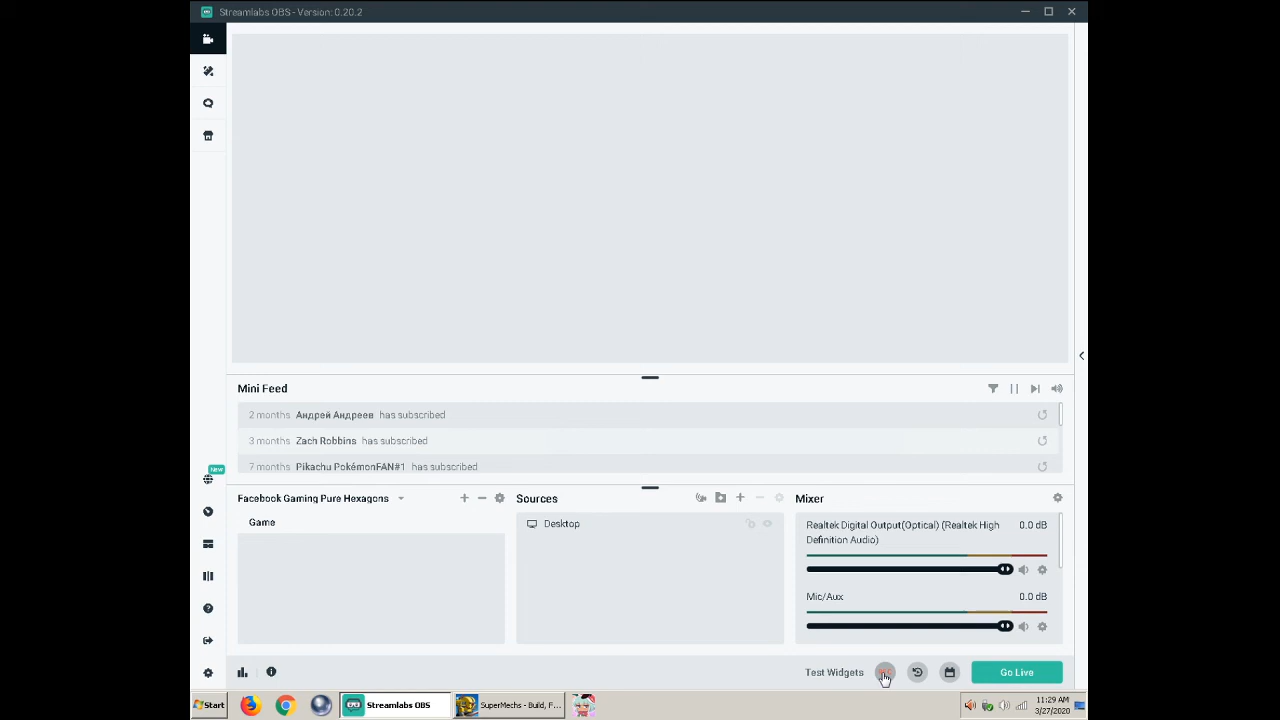 Streamlabs OBS - Version: 0.20.2
Mini Feed
2 months Андрей Андреев has subscribed
3 months Zach Robbins has subscribed
7 months Pikachu PokémonFAN#1 has subscribed
New
Facebook Gaming Pure Hexagons
Game
Sources
Desktop
Mixer
Realtek Digital Output(Optical) (Realtek High 0.0 dB
Definition Audio)
Mic/Aux 0.0 dB
Test Widgets
Go Live
Start
Streamlabs OBS
SuperMechs - Build, F...
11:29 AM
3/27/2020